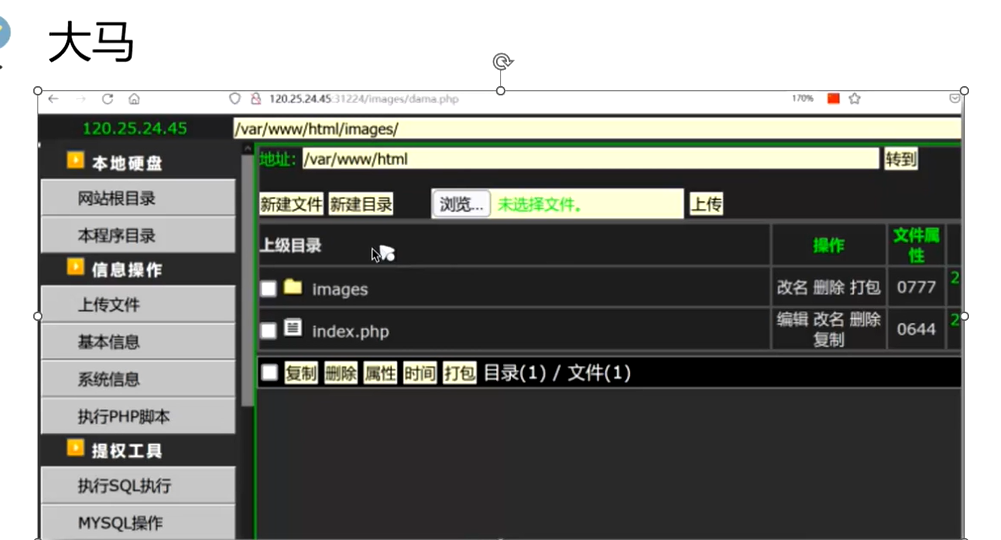 大马
120.25.24.45:31224/images/dama.php
170%
120.25.24.45
/var/www/html/images/
本地硬盘
网站根目录
本程序目录
信息操作
上传文件
基本信息
系统信息
执行PHP脚本
提权工具
执行SQL执行
MYSQL操作
地址: /var/www/html 转到
新建文件 新建目录 浏览... 未选择文件。 上传
上级目录 操作 文件属性
images 改名 删除 打包 0777 2
index.php 编辑 改名 删除 复制 0644 2
复制 删除 属性 时间 打包 目录(1) / 文件(1)